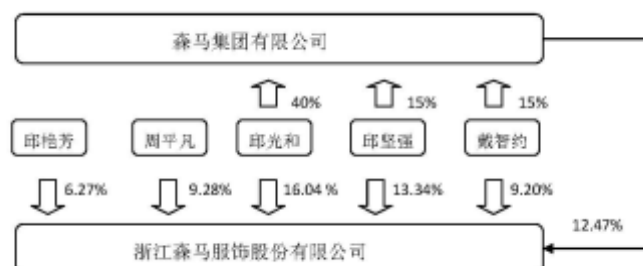 森马集团有限公司
40% 15% 15%
邱艳芳 周平凡 邱光和 邱坚强 戴智约
6.27% 9.28% 16.04 % 13.34% 9.20%
12.47%
浙江森马服饰股份有限公司